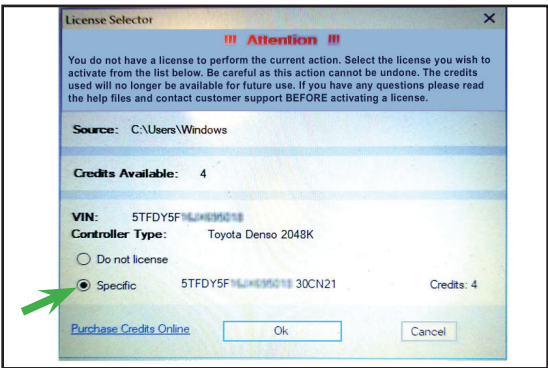 License Selector
!!! Attention !!!
You do not have a license to perform the current action. Select the license you wish to
activate from the list below. Be careful as this action cannot be undone. The credits
used will no longer be available for future use. If you have any questions please read
the help files and contact customer support BEFORE activating a license.
Source: C:\Users\Windows
Credits Available: 4
VIN: 5TFDY5F
Controller Type: Toyota Denso 2048K
Do not license
Specific 5TFDY5F 30CN21 Credits: 4
Purchase Credits Online Ok Cancel